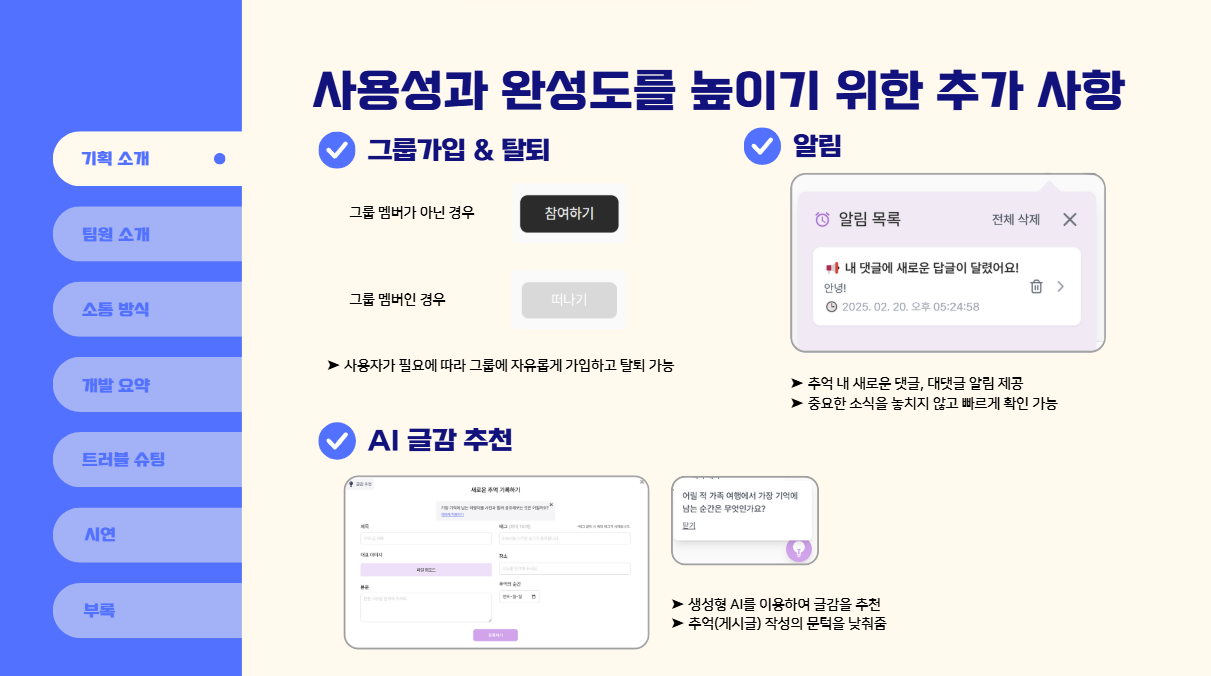 사용성과 완성도를 높이기 위한 추가 사항
기획 소개
팀원 소개
소통 방식
개발 요약
트러블 슈팅
시연
부록
그룹가입 & 탈퇴
그룹 멤버가 아닌 경우
참여하기
그룹 멤버인 경우
떠나기
➤ 사용자가 필요에 따라 그룹에 자유롭게 가입하고 탈퇴 가능
알림
알림 목록
전체 삭제
내 댓글에 새로운 답글이 달렸어요!
안녕!
2025. 02. 20. 오후 05:24:58
➤ 추억 내 새로운 댓글, 대댓글 알림 제공
➤ 중요한 소식을 놓치지 않고 빠르게 확인 가능
AI 글감 추천
글감 추천
새로운 추억 기록하기
제목
태그
대표 이미지
장소
파일 업로드
본문
추억의 순간
어릴 적 가족 여행에서 가장 기억에
남는 순간은 무엇인가요?
닫기
➤ 생성형 AI를 이용하여 글감을 추천
➤ 추억(게시글) 작성의 문턱을 낮춰줌